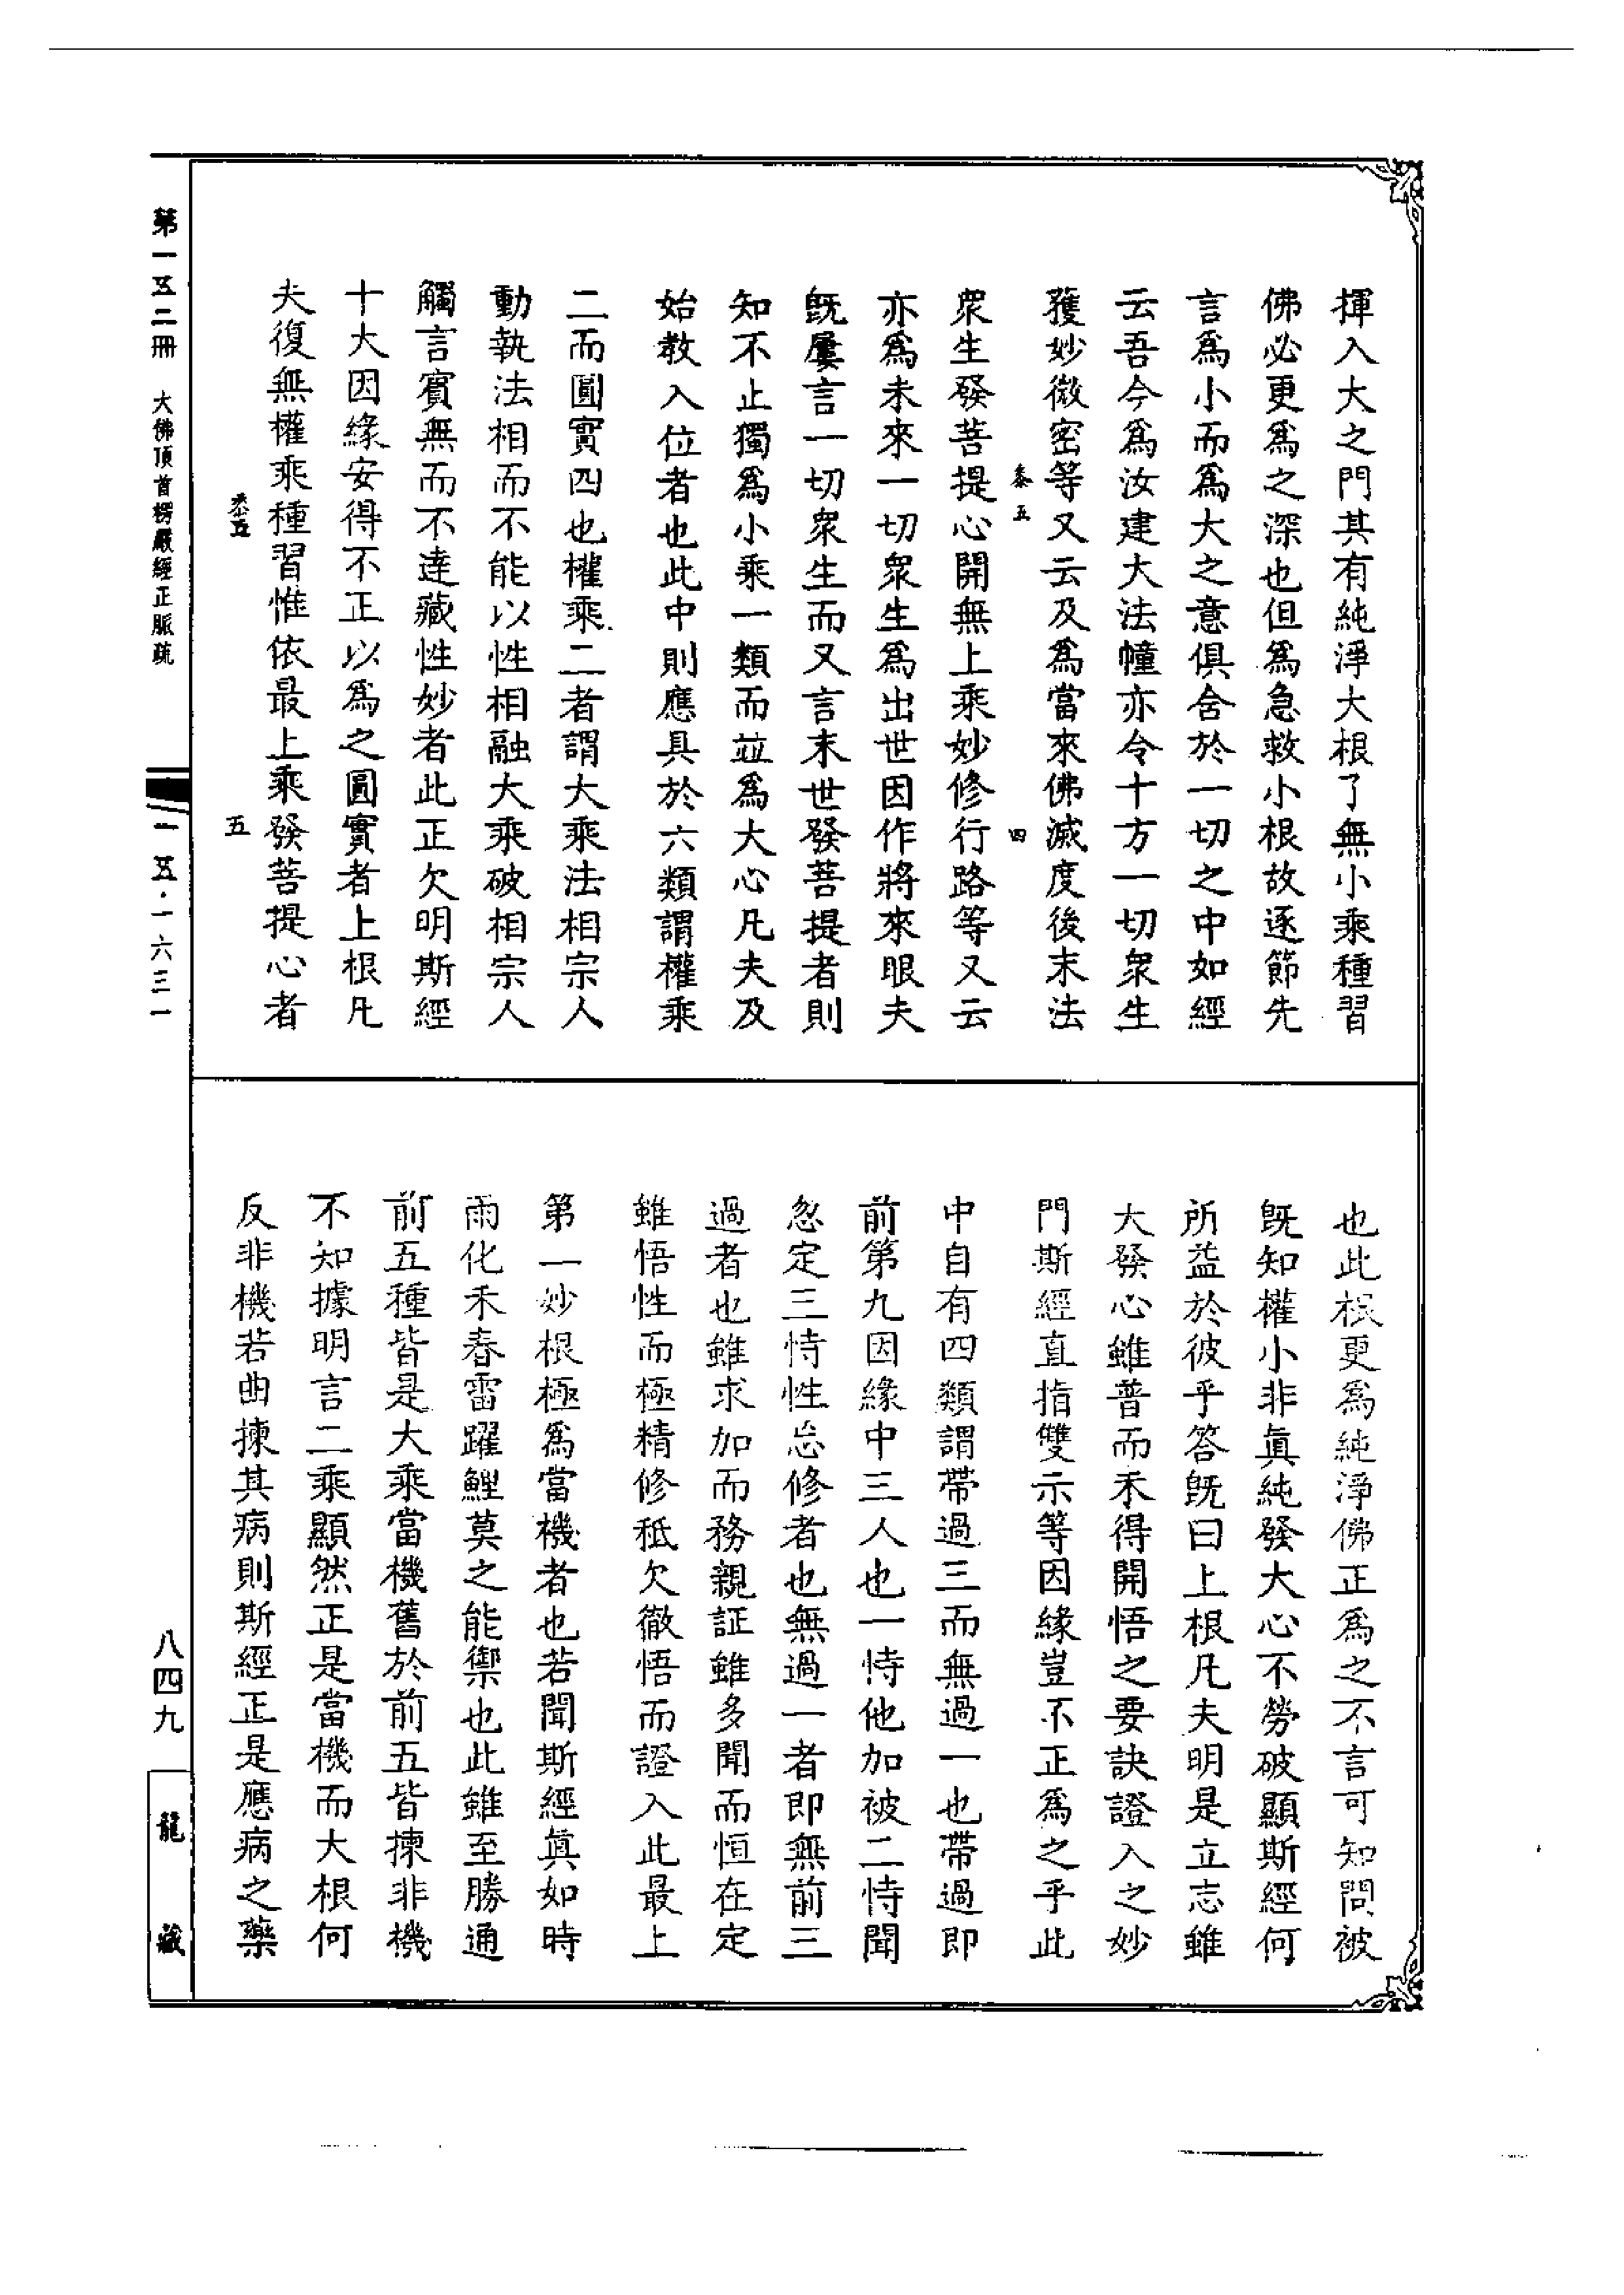 揮入大之門其有純淨大根了無小乘種習
佛必更爲之深也但爲急救小根故逐節先
言爲小而爲大之意俱舍於一切之中如經
云吾今爲汝建大法幢亦令十方一切衆生
獲妙微密等又云及爲當來佛滅度後末法
叅五
四
衆生發菩提心開無上乘妙修行路等又云
亦爲未來一切衆生爲出世因作將來眼夫
旣屢言一切衆生而又言末世發菩提者則
知不止獨爲小乘一類而竝爲大心凡夫及
始教入位者也此中則應具於六類謂權乘
二而圓實四也權乘二者謂大乘法相宗人
動執法相而不能以性相融大乘破相宗人
觸言賓無而不達藏性妙者此正欠明斯經
十大因緣安得不正以爲之圓實者上根凡
夫復無權乘種習惟依最上乘發菩提心者
叅五
五
也此根更爲純淨佛正爲之不言可知問被
旣知權小非眞純發大心不勞破顯斯經何
所益於彼乎答旣曰上根凡夫明是立志雖
大發心雖普而未得開悟之要訣證入之妙
門斯經直指雙示等因緣豈不正爲之乎此
中自有四類謂帶過三而無過一也帶過即
前第九因緣中三人也一恃他加被二恃聞
忽定三恃性忘修者也無過一者即無前三
過者也雖求加而務親証雖多聞而恒在定
雖悟性而極精修秪欠徹悟而證入此最上
第一妙根極爲當機者也若聞斯經眞如時
雨化禾春雷躍鯉莫之能禦也此雖至勝通
前五種皆是大乘當機舊於前五皆揀非機
不知據明言二乘顯然正是當機而大根何
反非機若曲揀其病則斯經正是應病之藥
第一五二冊　大佛頂首楞嚴經正脈疏
一五·一六三一
八四九
龍藏